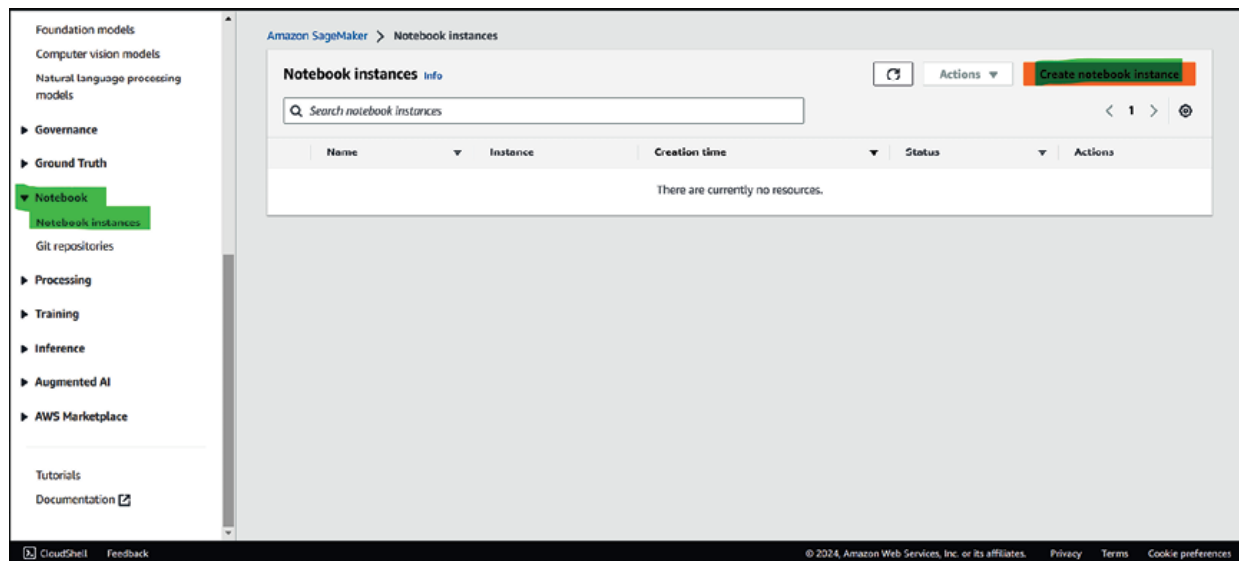 Foundation models
Computer vision models
Natural language processing
models
Governance
Ground Truth
Notebook
Notebook instances
Git repositories
Processing
Training
Inference
Augmented AI
AWS Marketplace
Tutorials
Documentation
Amazon SageMaker > Notebook instances
Notebook instances Info
Actions
Create notebook instance
Search notebook instances
< 1 >
Name Instance Creation time Status Actions
There are currently no resources.
CloudShell Feedback © 2024, Amazon Web Services, Inc. or its affiliates. Privacy Terms Cookie preferences